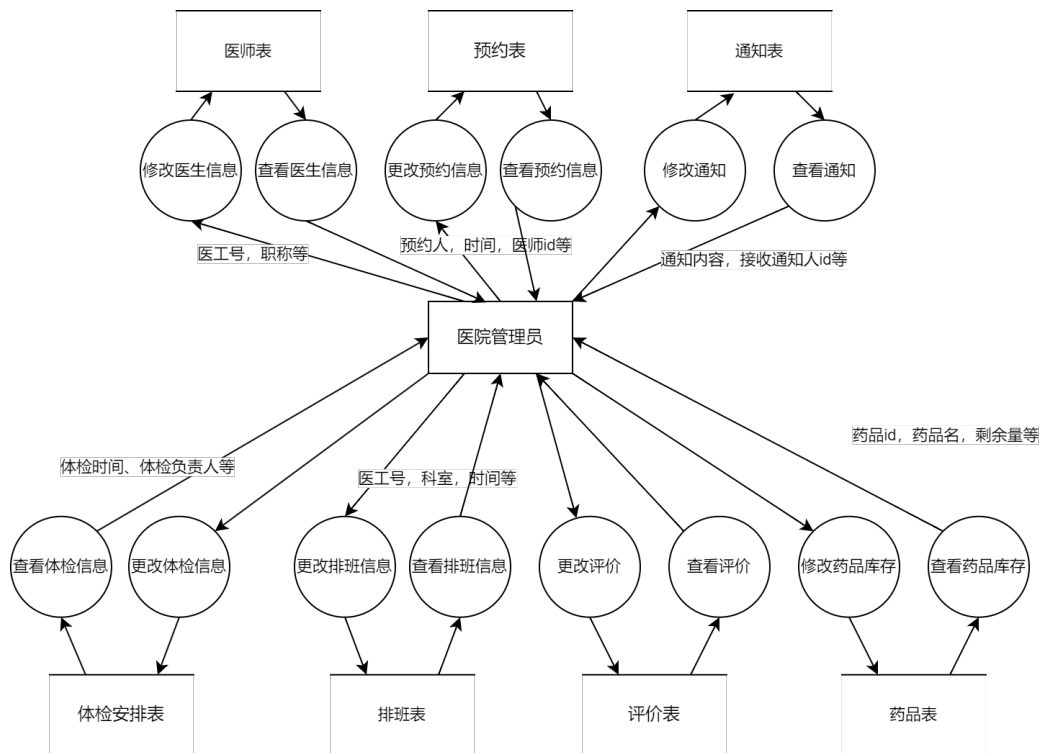 医师表
预约表
通知表
修改医生信息
查看医生信息
更改预约信息
查看预约信息
修改通知
查看通知
医工号，职称等
预约人，时间，医师id等
通知内容，接收通知人id等
医院管理员
药品id，药品名，剩余量等
体检时间、体检负责人等
医工号，科室，时间等
查看体检信息
更改体检信息
更改排班信息
查看排班信息
更改评价
查看评价
修改药品库存
查看药品库存
体检安排表
排班表
评价表
药品表